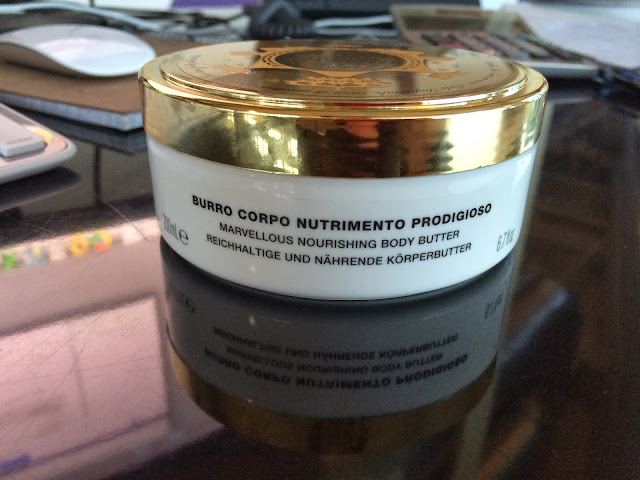 BURRO CORPO NUTRIMENTO PRODIGIOSO
MARVELLOUS NOURISHING BODY BUTTER
REICHHALTIGE UND NÄHRENDE KÖRPERBUTTER
200mL e
6.7fl.oz